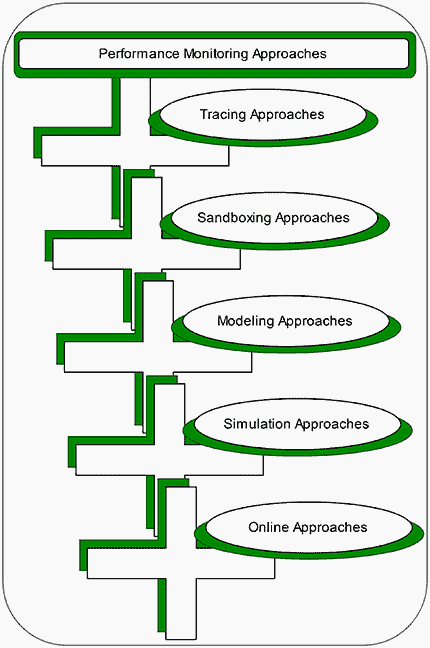 Performance Monitoring Approaches
Tracing Approaches
Sandboxing Approaches
Modeling Approaches
Simulation Approaches
Online Approaches